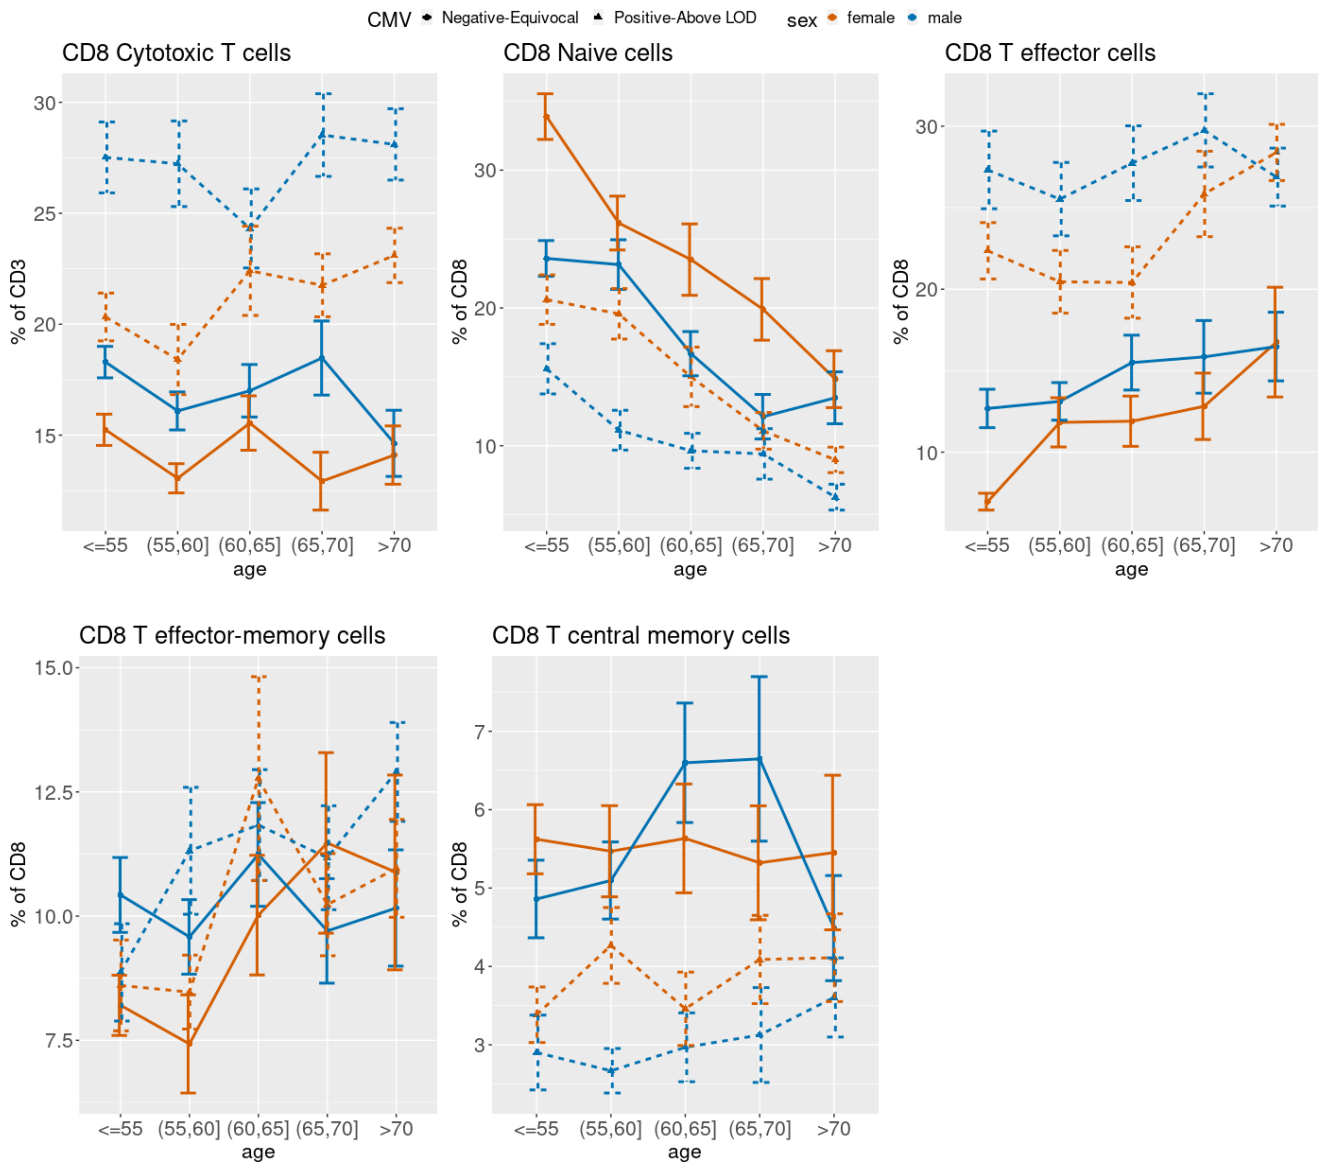 CMV Negative-Equivocal Positive-Above LOD sex female male
CD8 Cytotoxic T cells
% of CD3
30
25
20
15
<=55 (55,60] (60,65] (65,70] >70
age
CD8 Naive cells
% of CD8
30
20
10
<=55 (55,60] (60,65] (65,70] >70
age
CD8 T effector cells
% of CD8
30
20
10
<=55 (55,60] (60,65] (65,70] >70
age
CD8 T effector-memory cells
% of CD8
15.0
12.5
10.0
7.5
<=55 (55,60] (60,65] (65,70] >70
age
CD8 T central memory cells
% of CD8
7
6
5
4
3
<=55 (55,60] (60,65] (65,70] >70
age